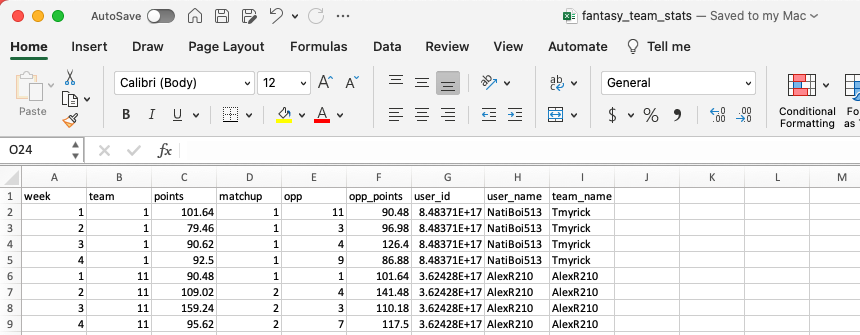 AutoSave fantasy_team_stats — Saved to my Mac
Home Insert Draw Page Layout Formulas Data Review View Automate Tell me
Paste Calibri (Body) 12 A A ab General
B I U A $ % 9 .00 .00 Conditional Formatting
O24 fx
A B C D E F G H I J K L M
1 week team points matchup opp opp_points user_id user_name team_name
2 1 1 101.64 1 11 90.48 8.48371E+17 NatiBoi513 Tmyrick
3 2 1 79.46 1 3 96.98 8.48371E+17 NatiBoi513 Tmyrick
4 3 1 90.62 1 4 126.4 8.48371E+17 NatiBoi513 Tmyrick
5 4 1 92.5 1 9 86.88 8.48371E+17 NatiBoi513 Tmyrick
6 1 11 90.48 1 1 101.64 3.62428E+17 AlexR210 AlexR210
7 2 11 109.02 2 4 141.48 3.62428E+17 AlexR210 AlexR210
8 3 11 159.24 2 3 110.18 3.62428E+17 AlexR210 AlexR210
9 4 11 95.62 2 7 117.5 3.62428E+17 AlexR210 AlexR210